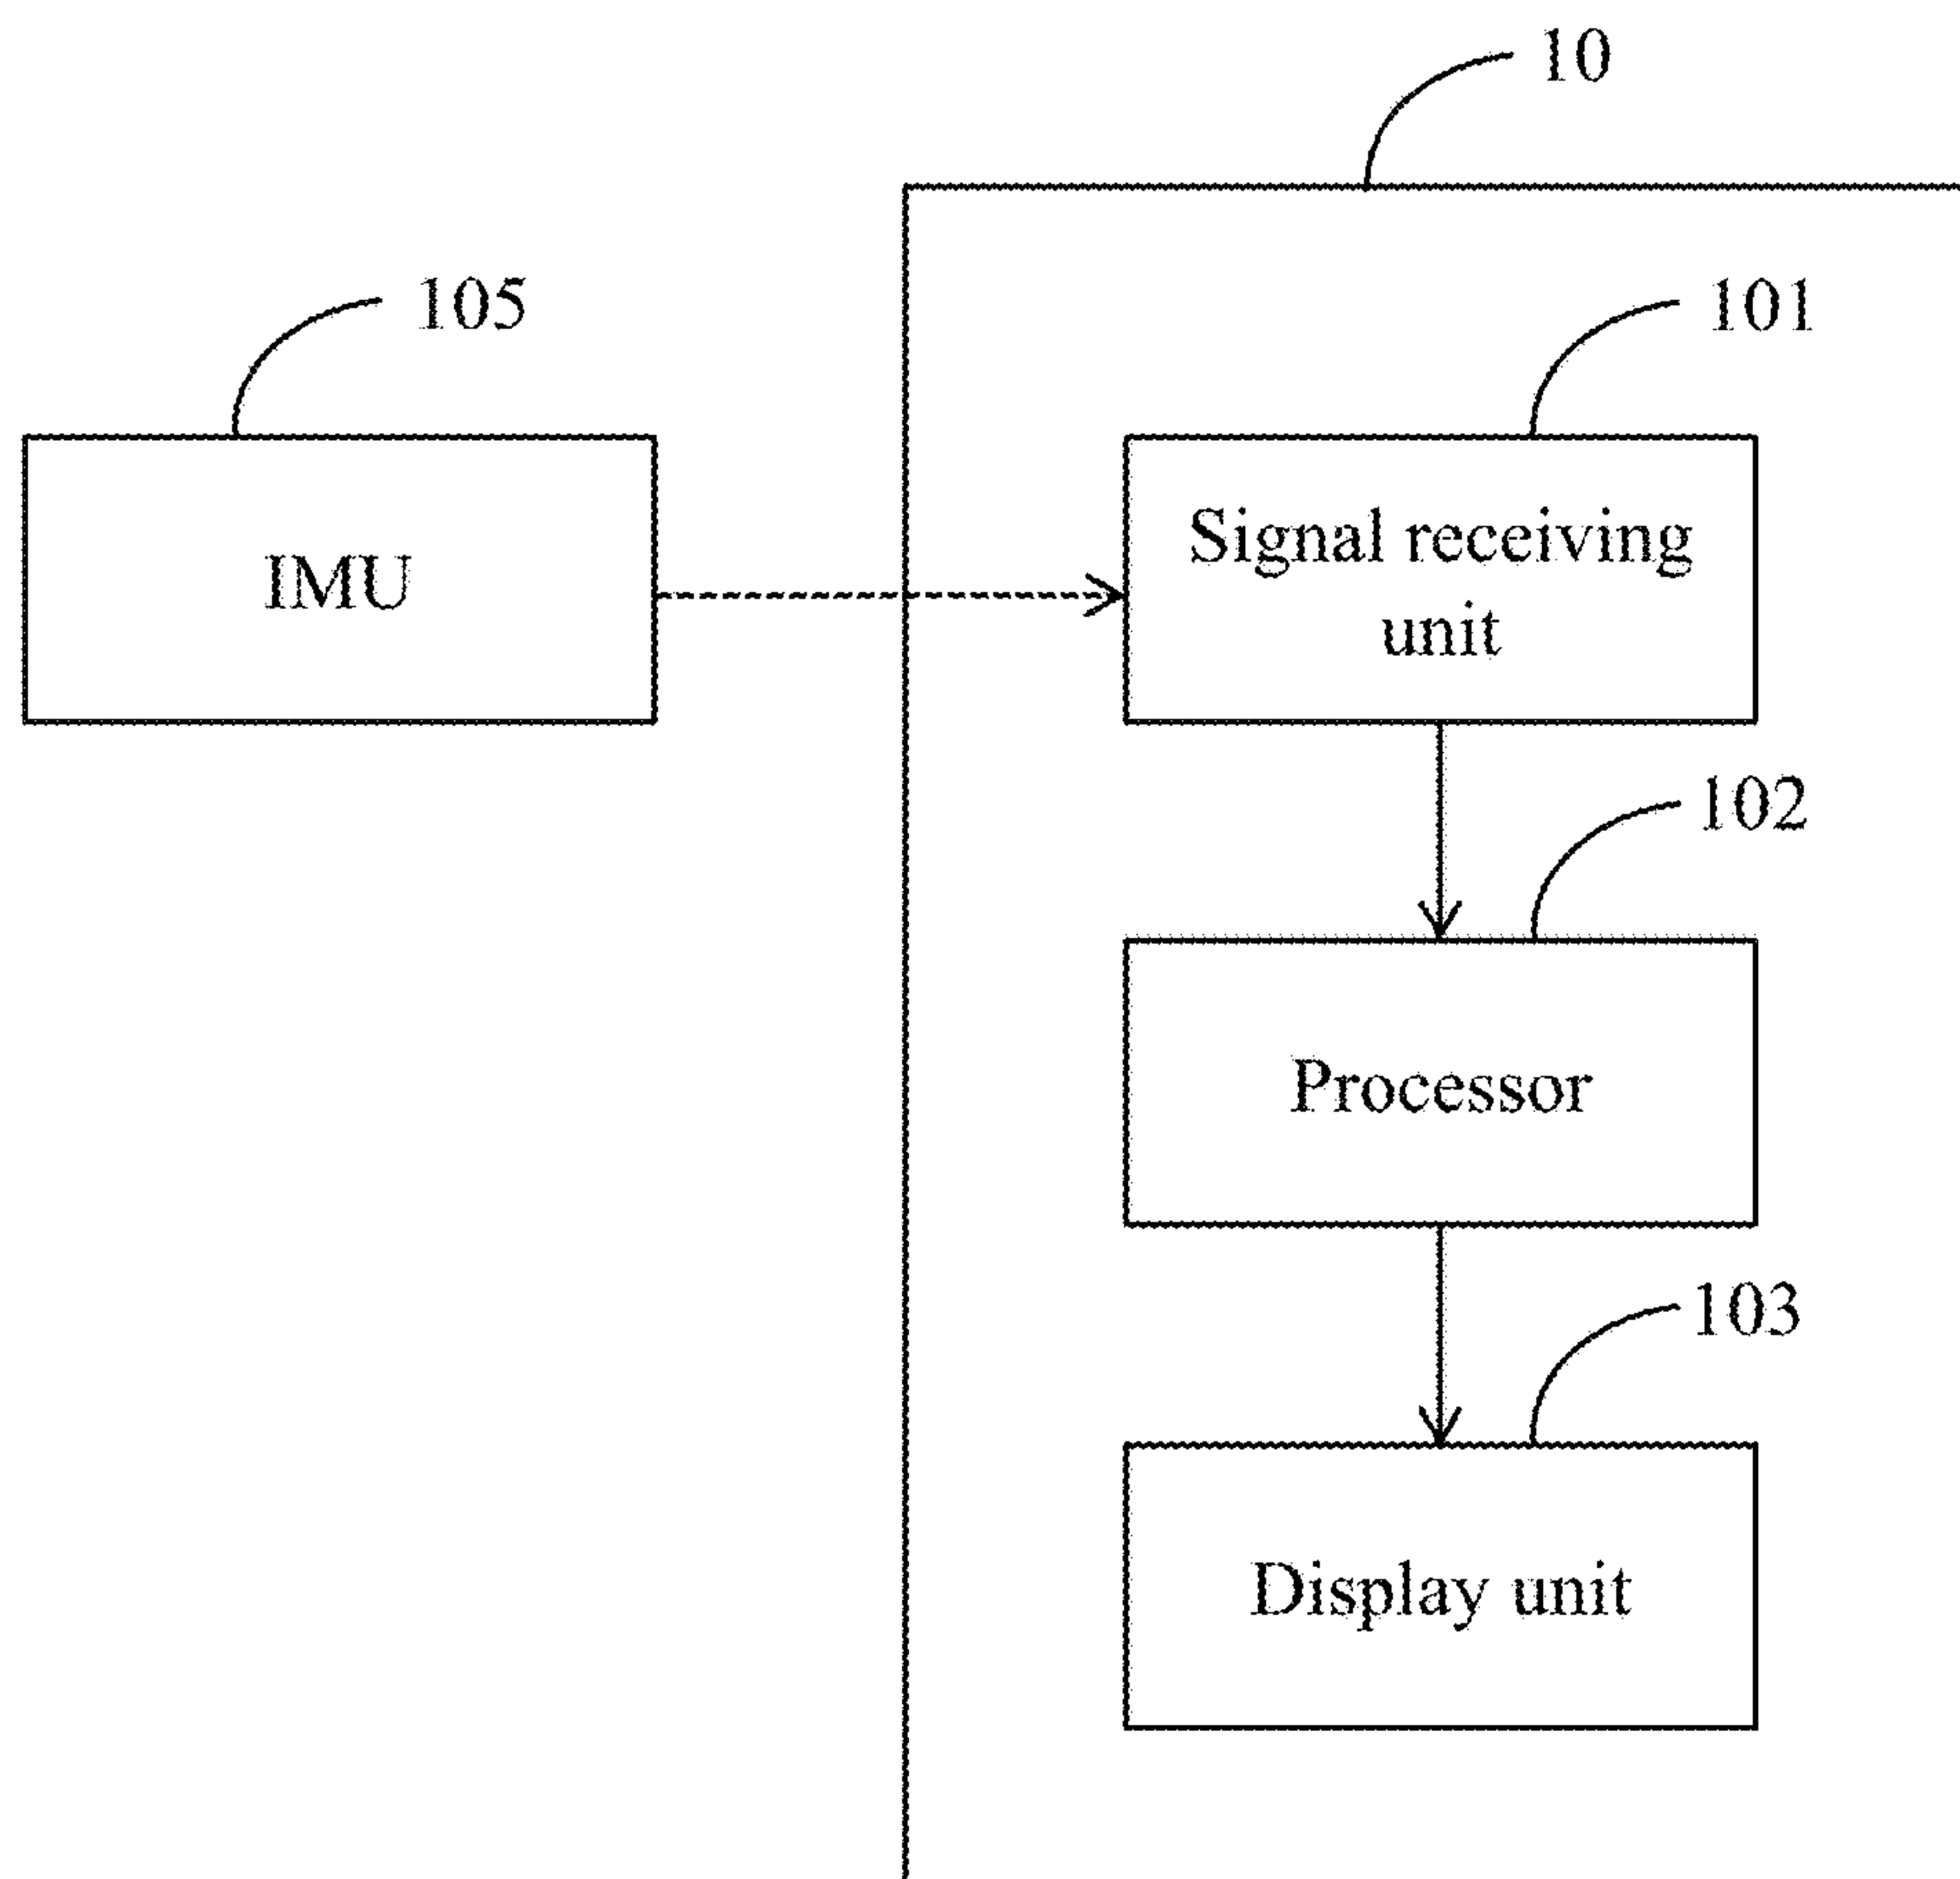 10
105
101
IMU
Signal receiving
unit
102
Processor
103
Display unit